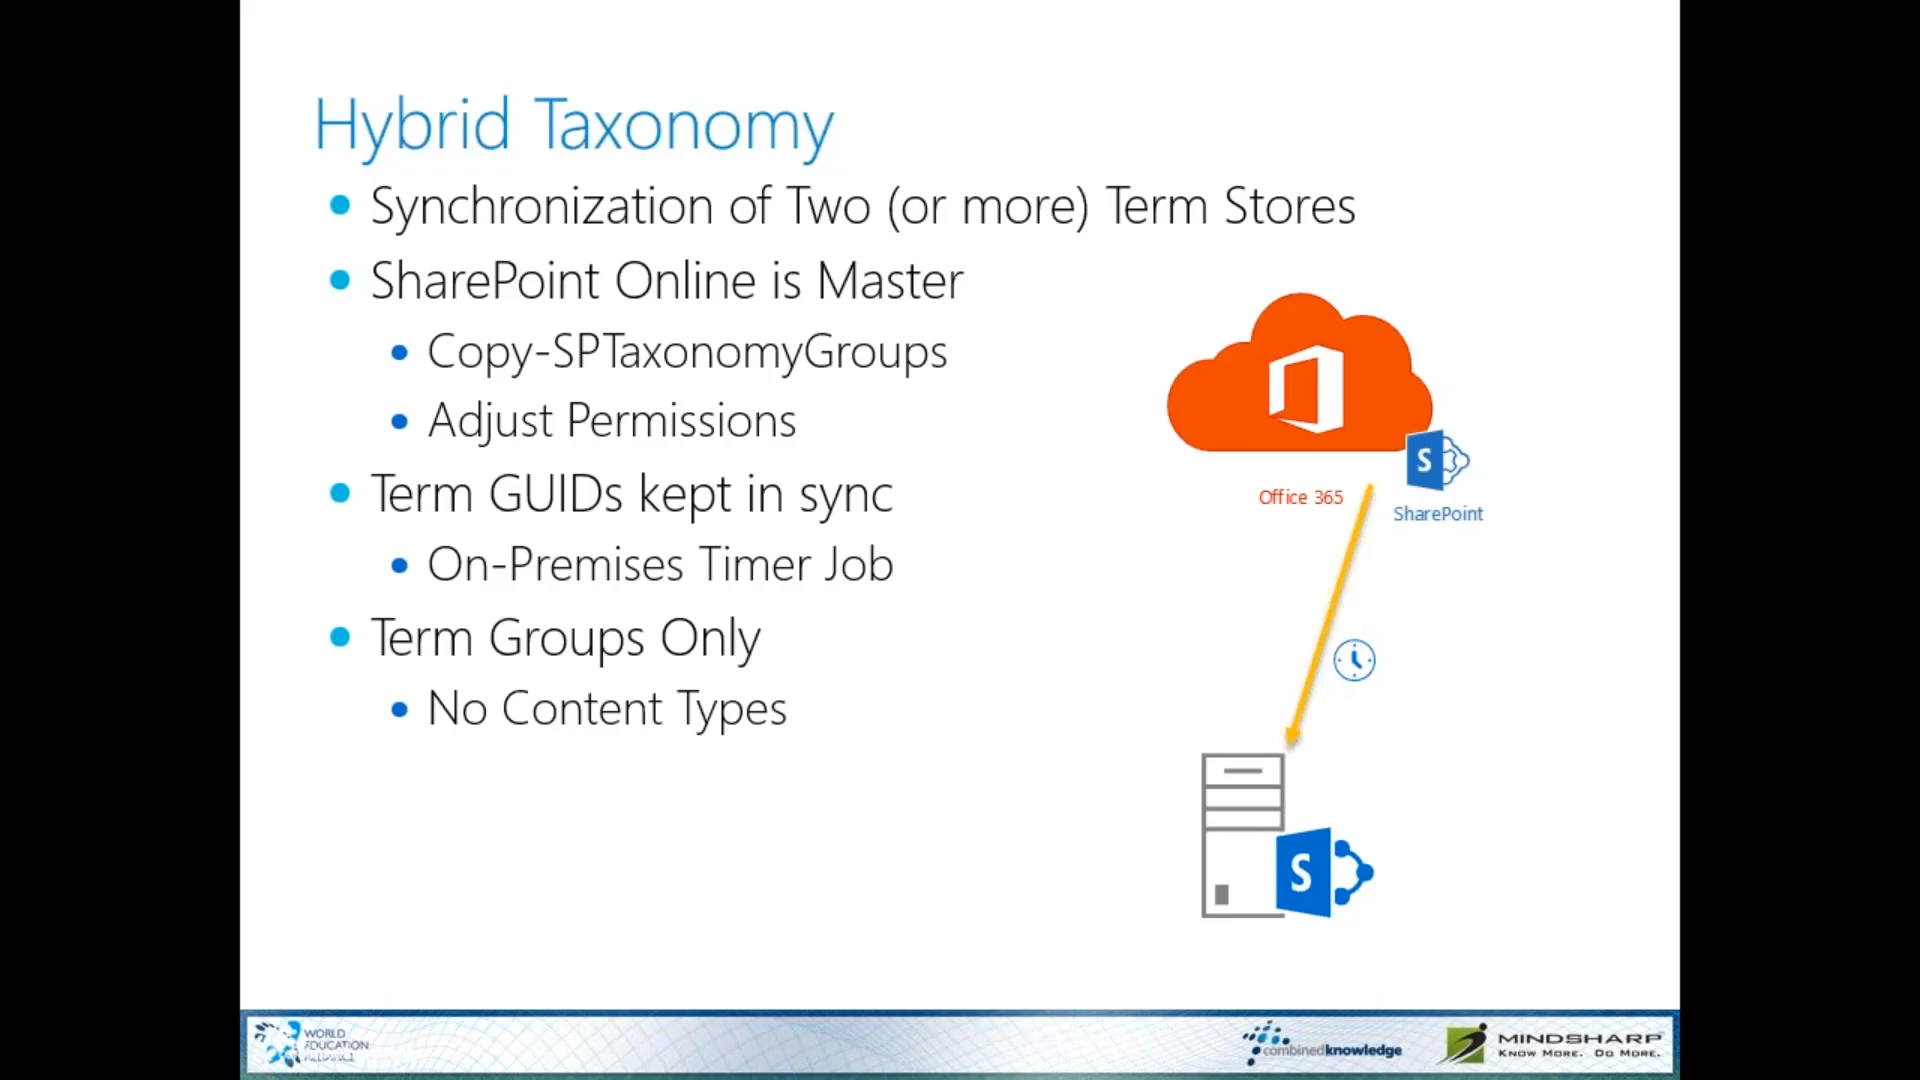 Hybrid Taxonomy
Synchronization of Two (or more) Term Stores
SharePoint Online is Master
Copy-SPTaxonomyGroups
Adjust Permissions
Term GUIDs kept in sync
On-Premises Timer Job
Term Groups Only
No Content Types
Office 365
S
SharePoint
S
WORLD
EDUCATION
ALLIANCE
combinedknowledge
MINDSHARP
KNOW MORE. DO MORE.